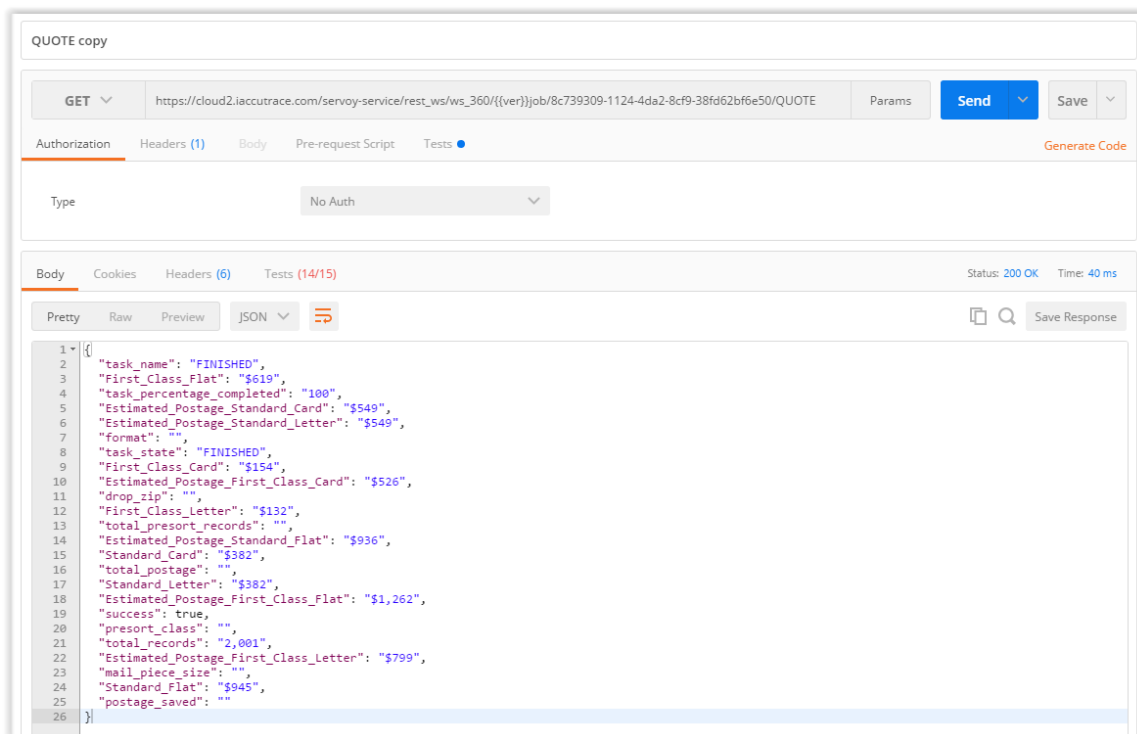 QUOTE copy
GET https://cloud2.iaccutrace.com/servoy-service/rest_ws/ws_360/{{ver}}job/8c739309-1124-4da2-8cf9-38fd62bf6e50/QUOTE Params Send Save
Authorization Headers (1) Body Pre-request Script Tests Generate Code
Type No Auth
Body Cookies Headers (6) Tests (14/15) Status: 200 OK Time: 40 ms
Pretty Raw Preview JSON Save Response
1 {
2 "task_name": "FINISHED",
3 "First_Class_Flat": "$619",
4 "task_percentage_completed": "100",
5 "Estimated_Postage_Standard_Card": "$549",
6 "Estimated_Postage_Standard_Letter": "$549",
7 "format": "",
8 "task_state": "FINISHED",
9 "First_Class_Card": "$154",
10 "Estimated_Postage_First_Class_Card": "$526",
11 "drop_zip": "",
12 "First_Class_Letter": "$132",
13 "total_presort_records": "",
14 "Estimated_Postage_Standard_Flat": "$936",
15 "Standard_Card": "$382",
16 "total_postage": "",
17 "Standard_Letter": "$382",
18 "Estimated_Postage_First_Class_Flat": "$1,262",
19 "success": true,
20 "presort_class": "",
21 "total_records": "2,001",
22 "Estimated_Postage_First_Class_Letter": "$799",
23 "mail_piece_size": "",
24 "Standard_Flat": "$945",
25 "postage_saved": ""
26 }